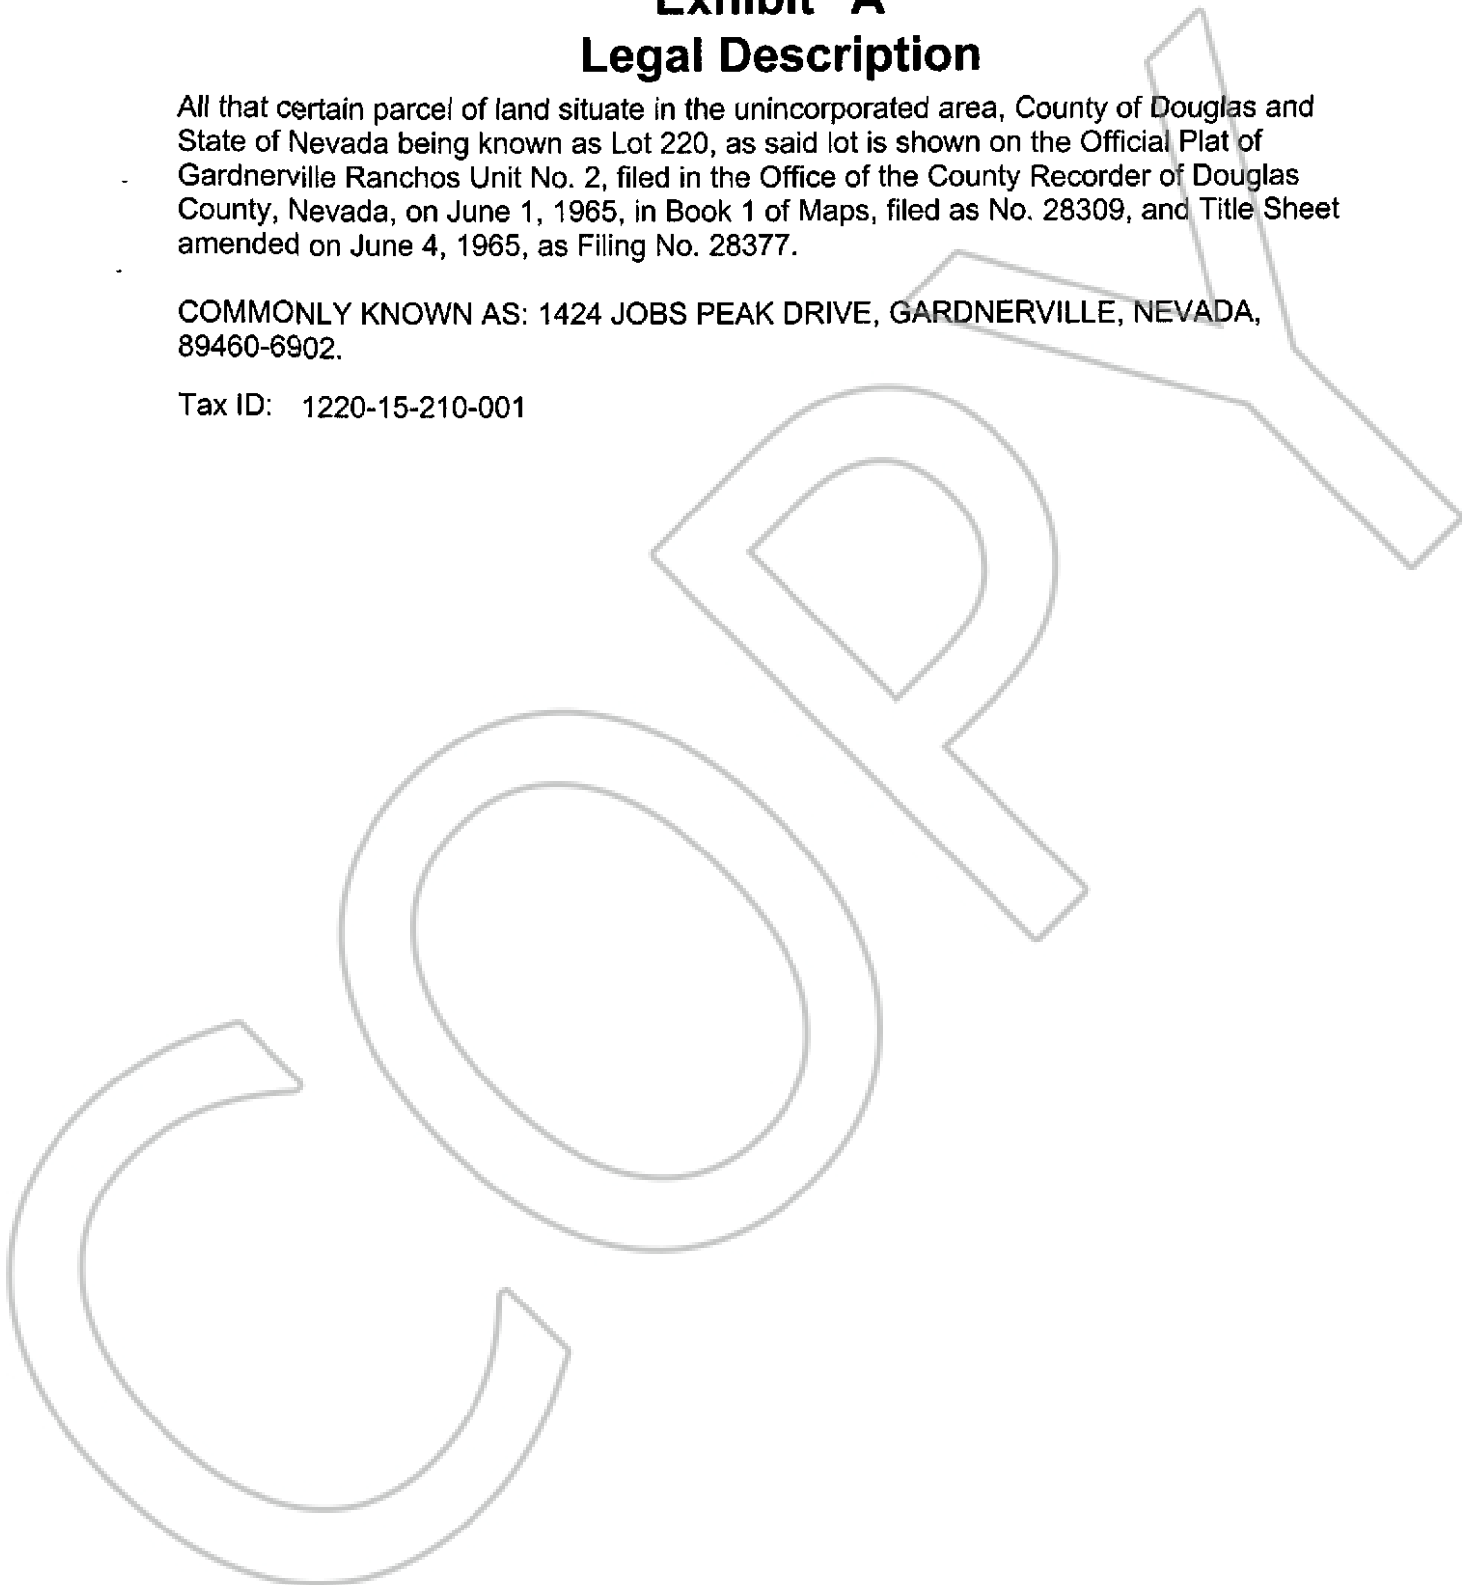 Exhibit "A"
Legal Description
All that certain parcel of land situate in the unincorporated area, County of Douglas and
State of Nevada being known as Lot 220, as said lot is shown on the Official Plat of
Gardnerville Ranchos Unit No. 2, filed in the Office of the County Recorder of Douglas
County, Nevada, on June 1, 1965, in Book 1 of Maps, filed as No. 28309, and Title Sheet
amended on June 4, 1965, as Filing No. 28377.
COMMONLY KNOWN AS: 1424 JOBS PEAK DRIVE, GARDNERVILLE, NEVADA,
89460-6902.
Tax ID: 1220-15-210-001
COPY